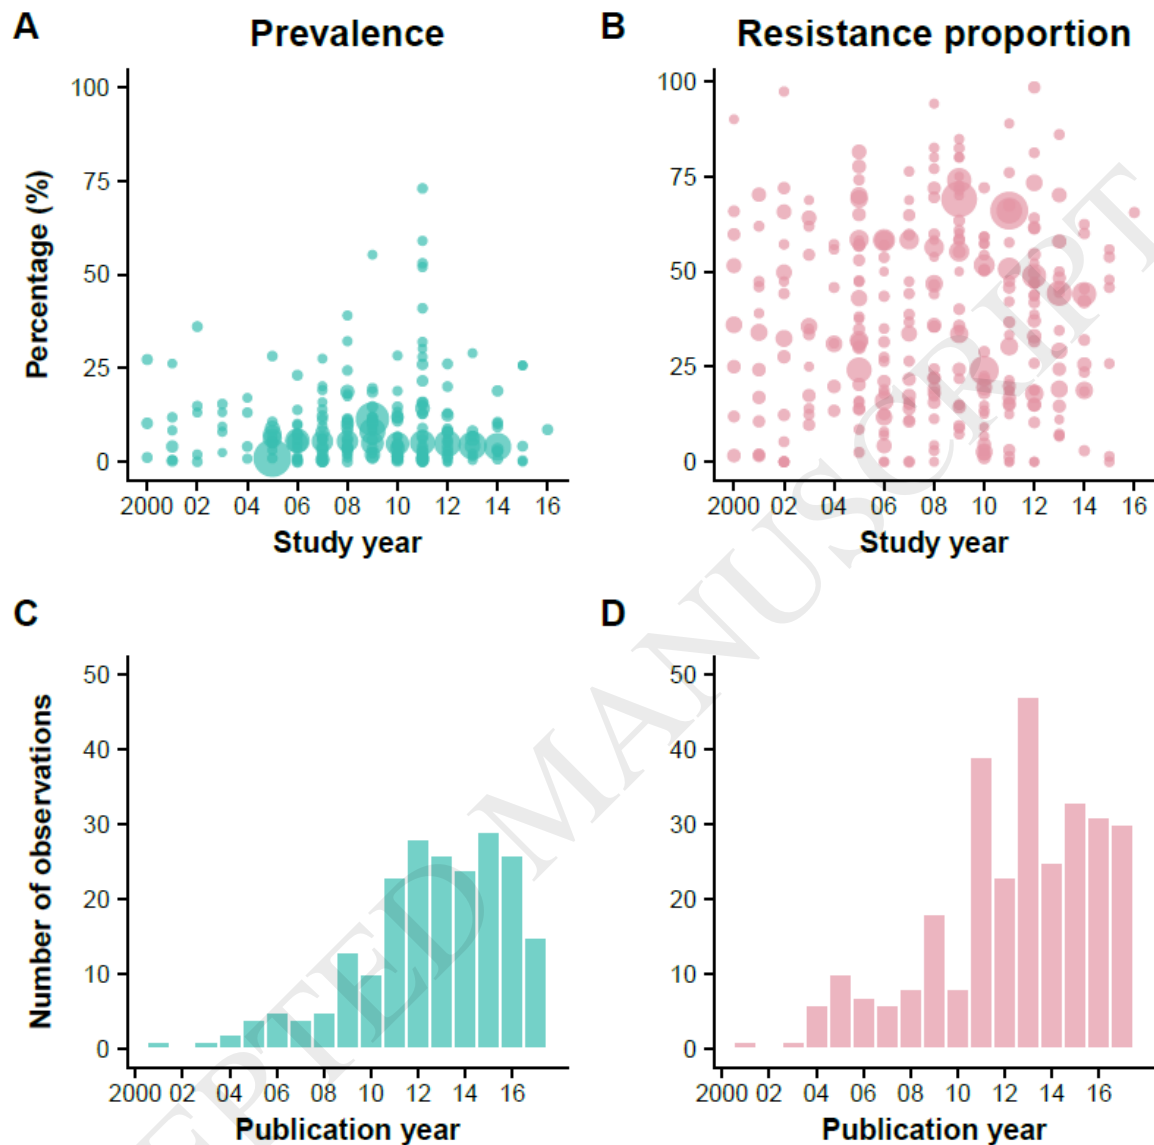 A Prevalence
B Resistance proportion
Percentage (%)
100
75
50
25
0
2000 02 04 06 08 10 12 14 16
Study year
100
75
50
25
0
2000 02 04 06 08 10 12 14 16
Study year
C
D
Number of observations
50
40
30
20
10
0
2000 02 04 06 08 10 12 14 16
Publication year
50
40
30
20
10
0
2000 02 04 06 08 10 12 14 16
Publication year
EPTED MANUSCRIPT